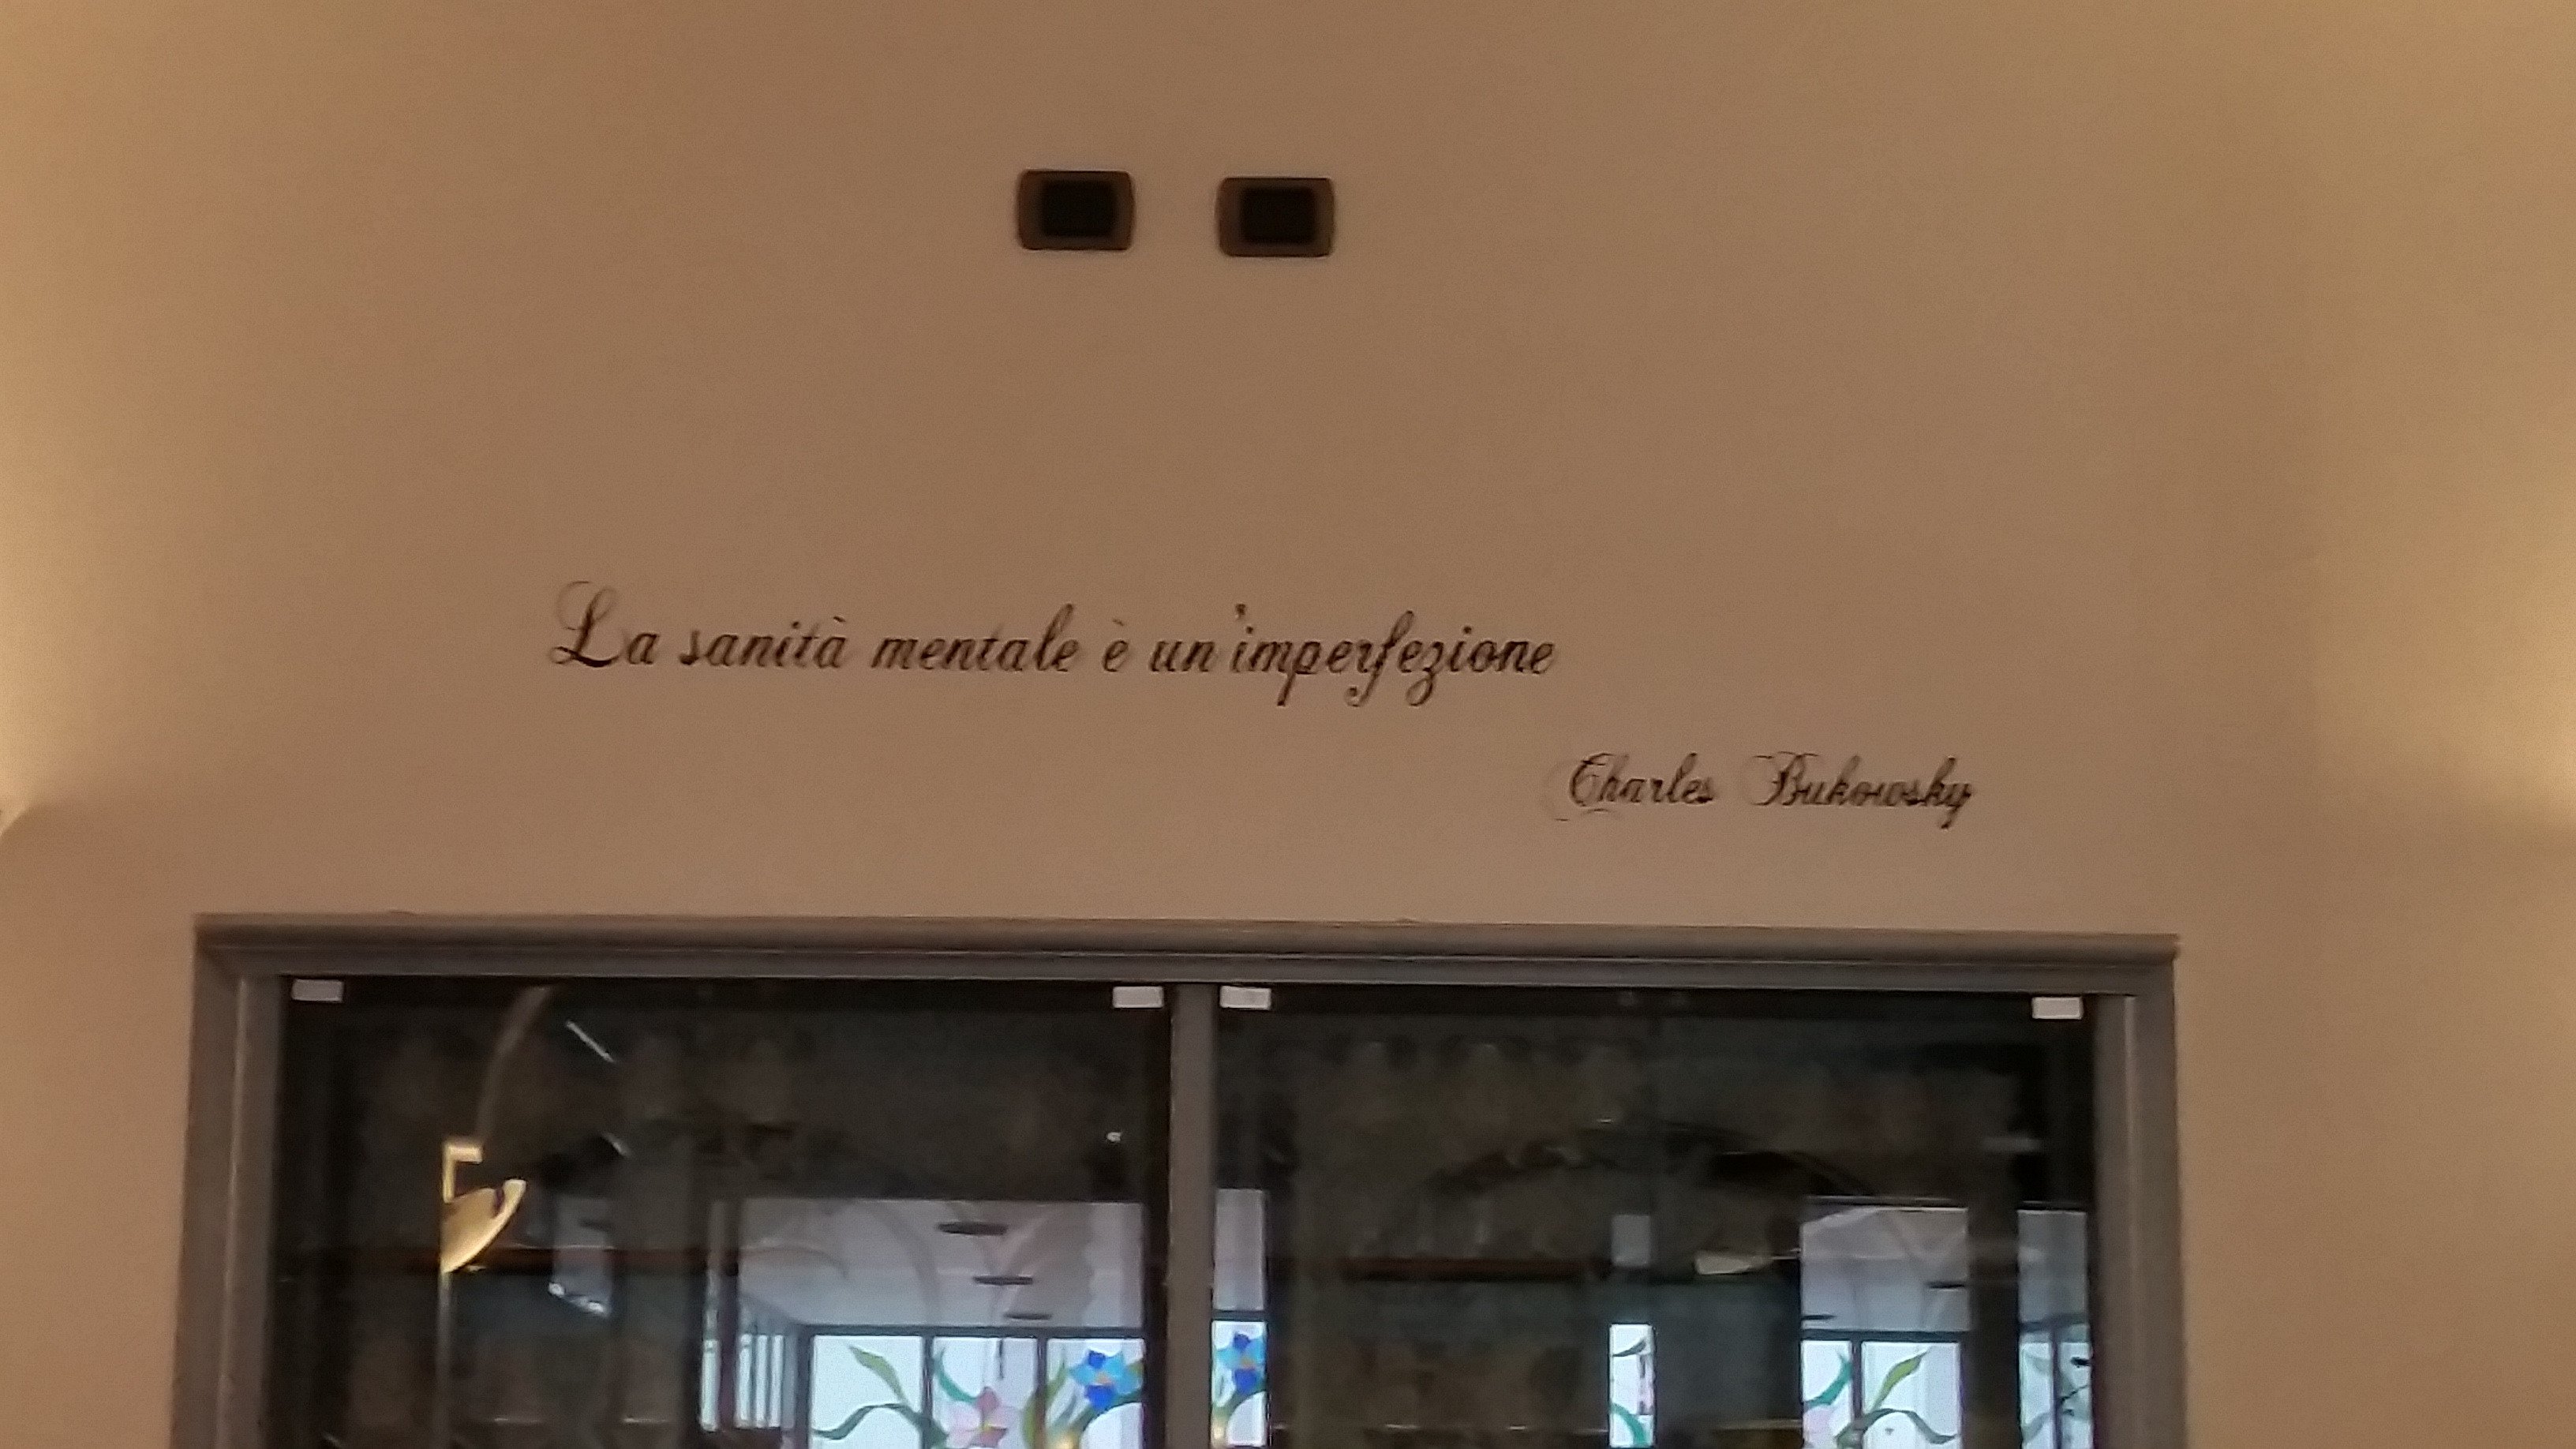 La sanità mentale è un'imperfezione
Charles Bukowsky